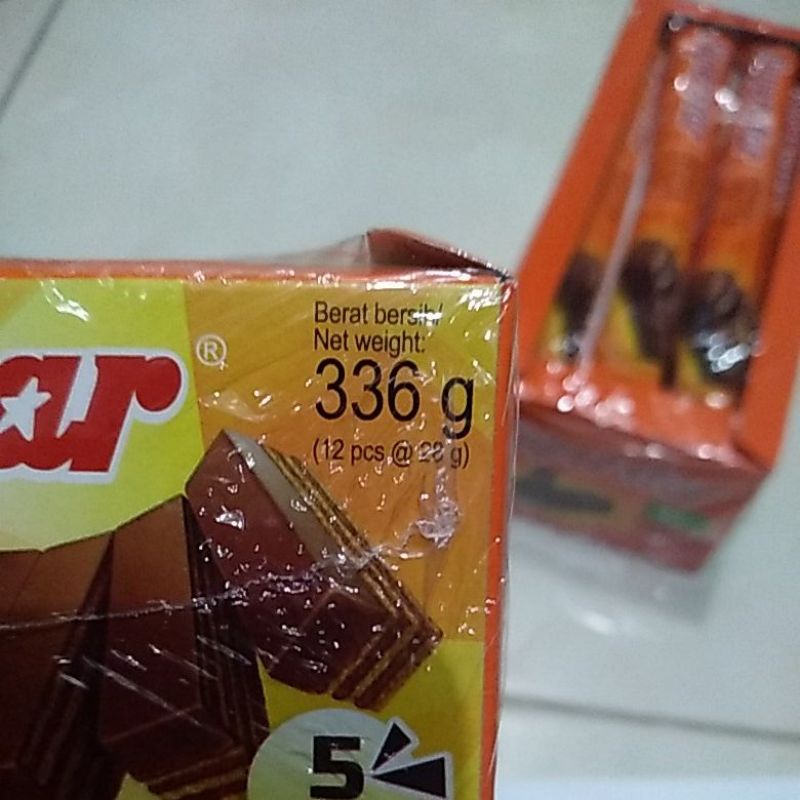 Berat bersih/
Net weight:
336 g
(12 pcs @ 28 g)
ar
®
5